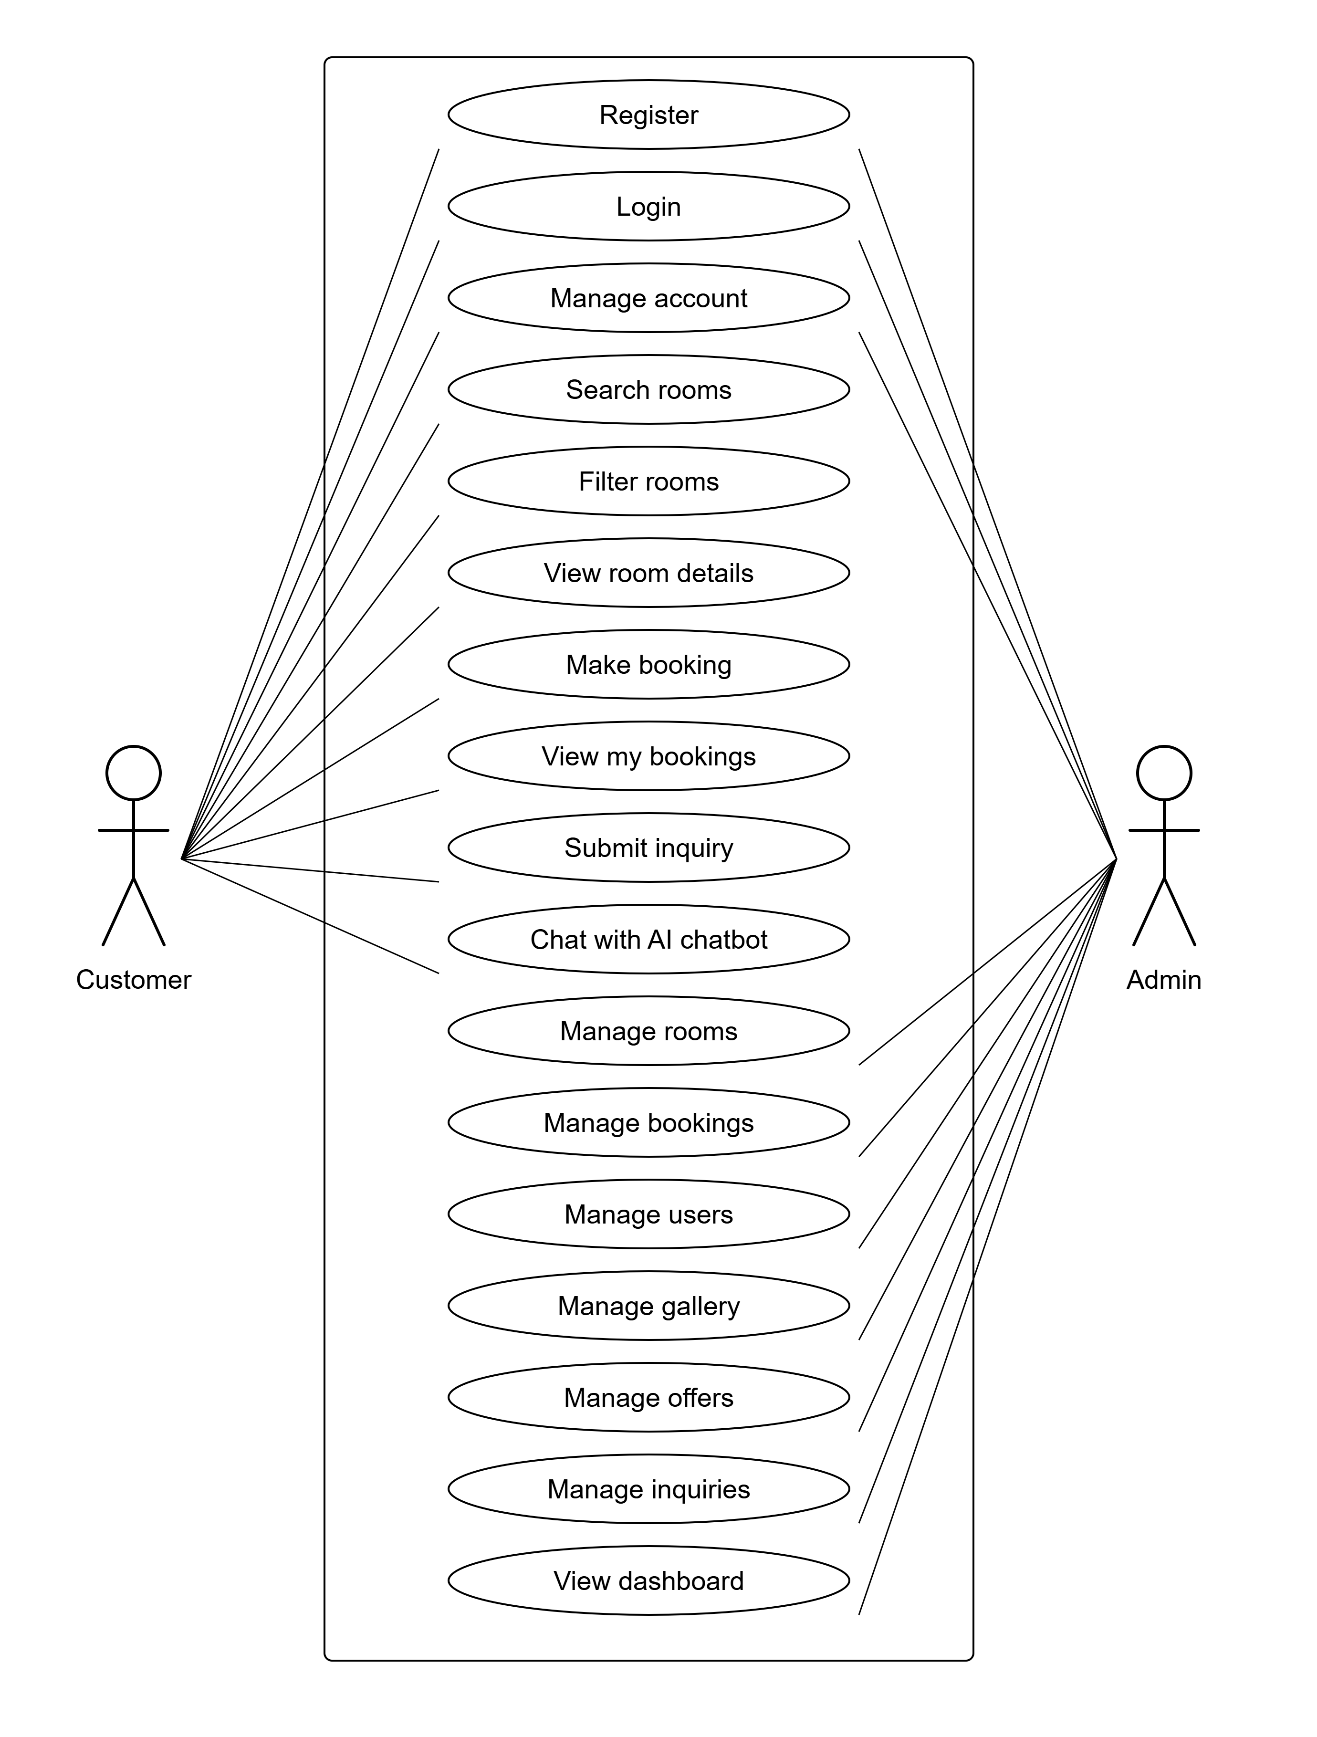 Register
Login
Manage account
Search rooms
Filter rooms
View room details
Make booking
View my bookings
Submit inquiry
Chat with AI chatbot
Customer
Admin
Manage rooms
Manage bookings
Manage users
Manage gallery
Manage offers
Manage inquiries
View dashboard